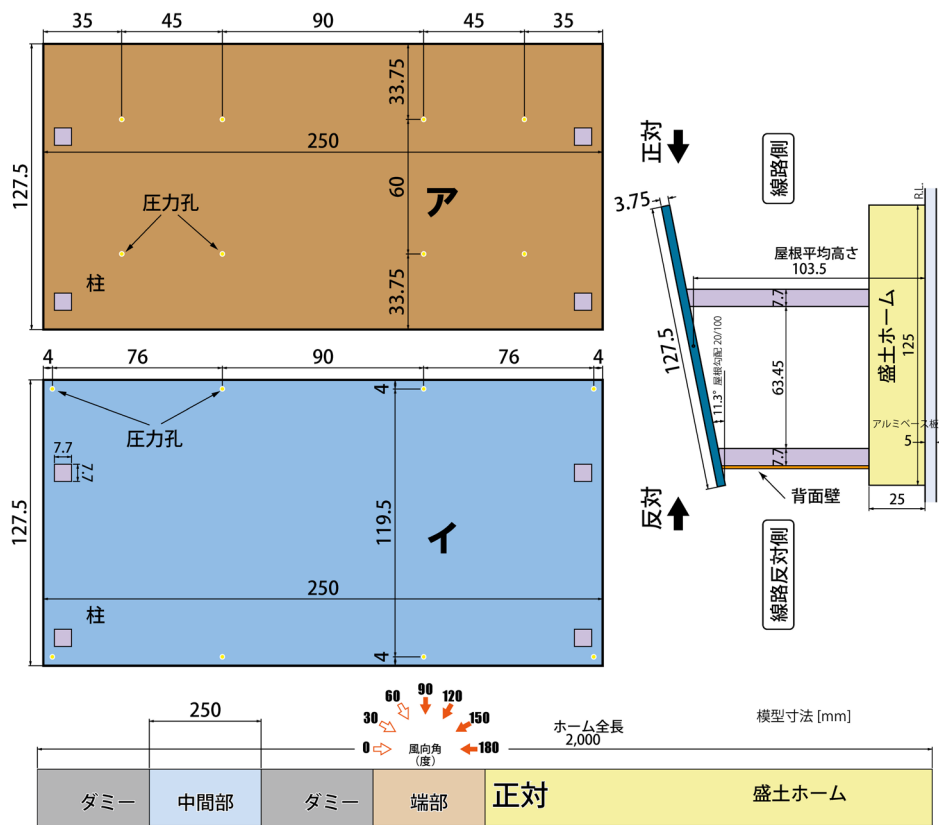 35 45 90 45 35
33.75
127.5
250
60
ア
圧力孔
柱
33.75
4 76 90 76 4
4
圧力孔
7.7
7.7
127.5
119.5
イ
250
柱
4
正対
線路側
3.75
R.L.
屋根平均高さ
103.5
7.7
127.5
11.3° 屋根勾配 20/100
63.45
盛土ホーム
125
アルミベース板
5
7.7
背面壁
25
反対
線路反対側
250
0 30 60 90 120 150 180
風向角
(度)
模型寸法 [mm]
ホーム全長
2,000
ダミー 中間部 ダミー 端部 正対 盛土ホーム